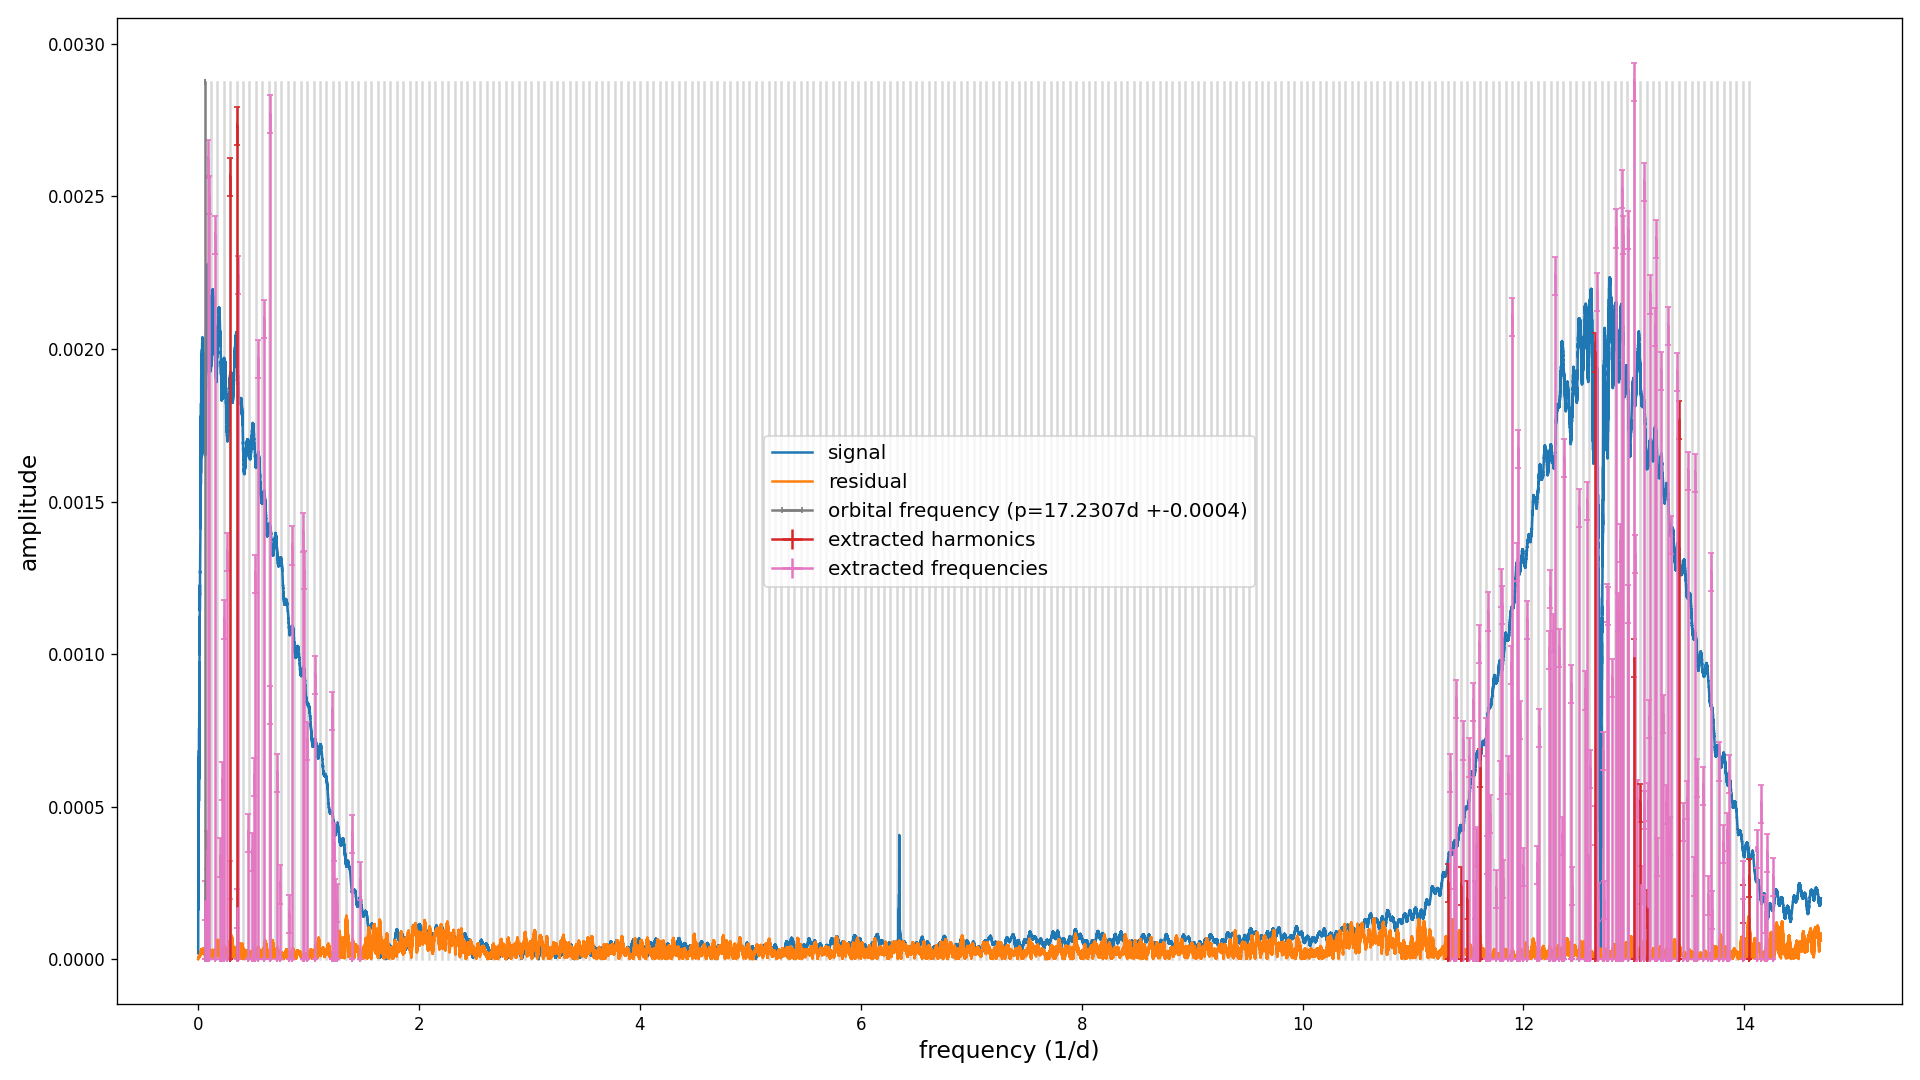 0.0030
0.0025
0.0020
0.0015
0.0010
0.0005
0.0000
amplitude
signal
residual
orbital frequency (p=17.2307d +-0.0004)
extracted harmonics
extracted frequencies
0 2 4 6 8 10 12 14
frequency (1/d)